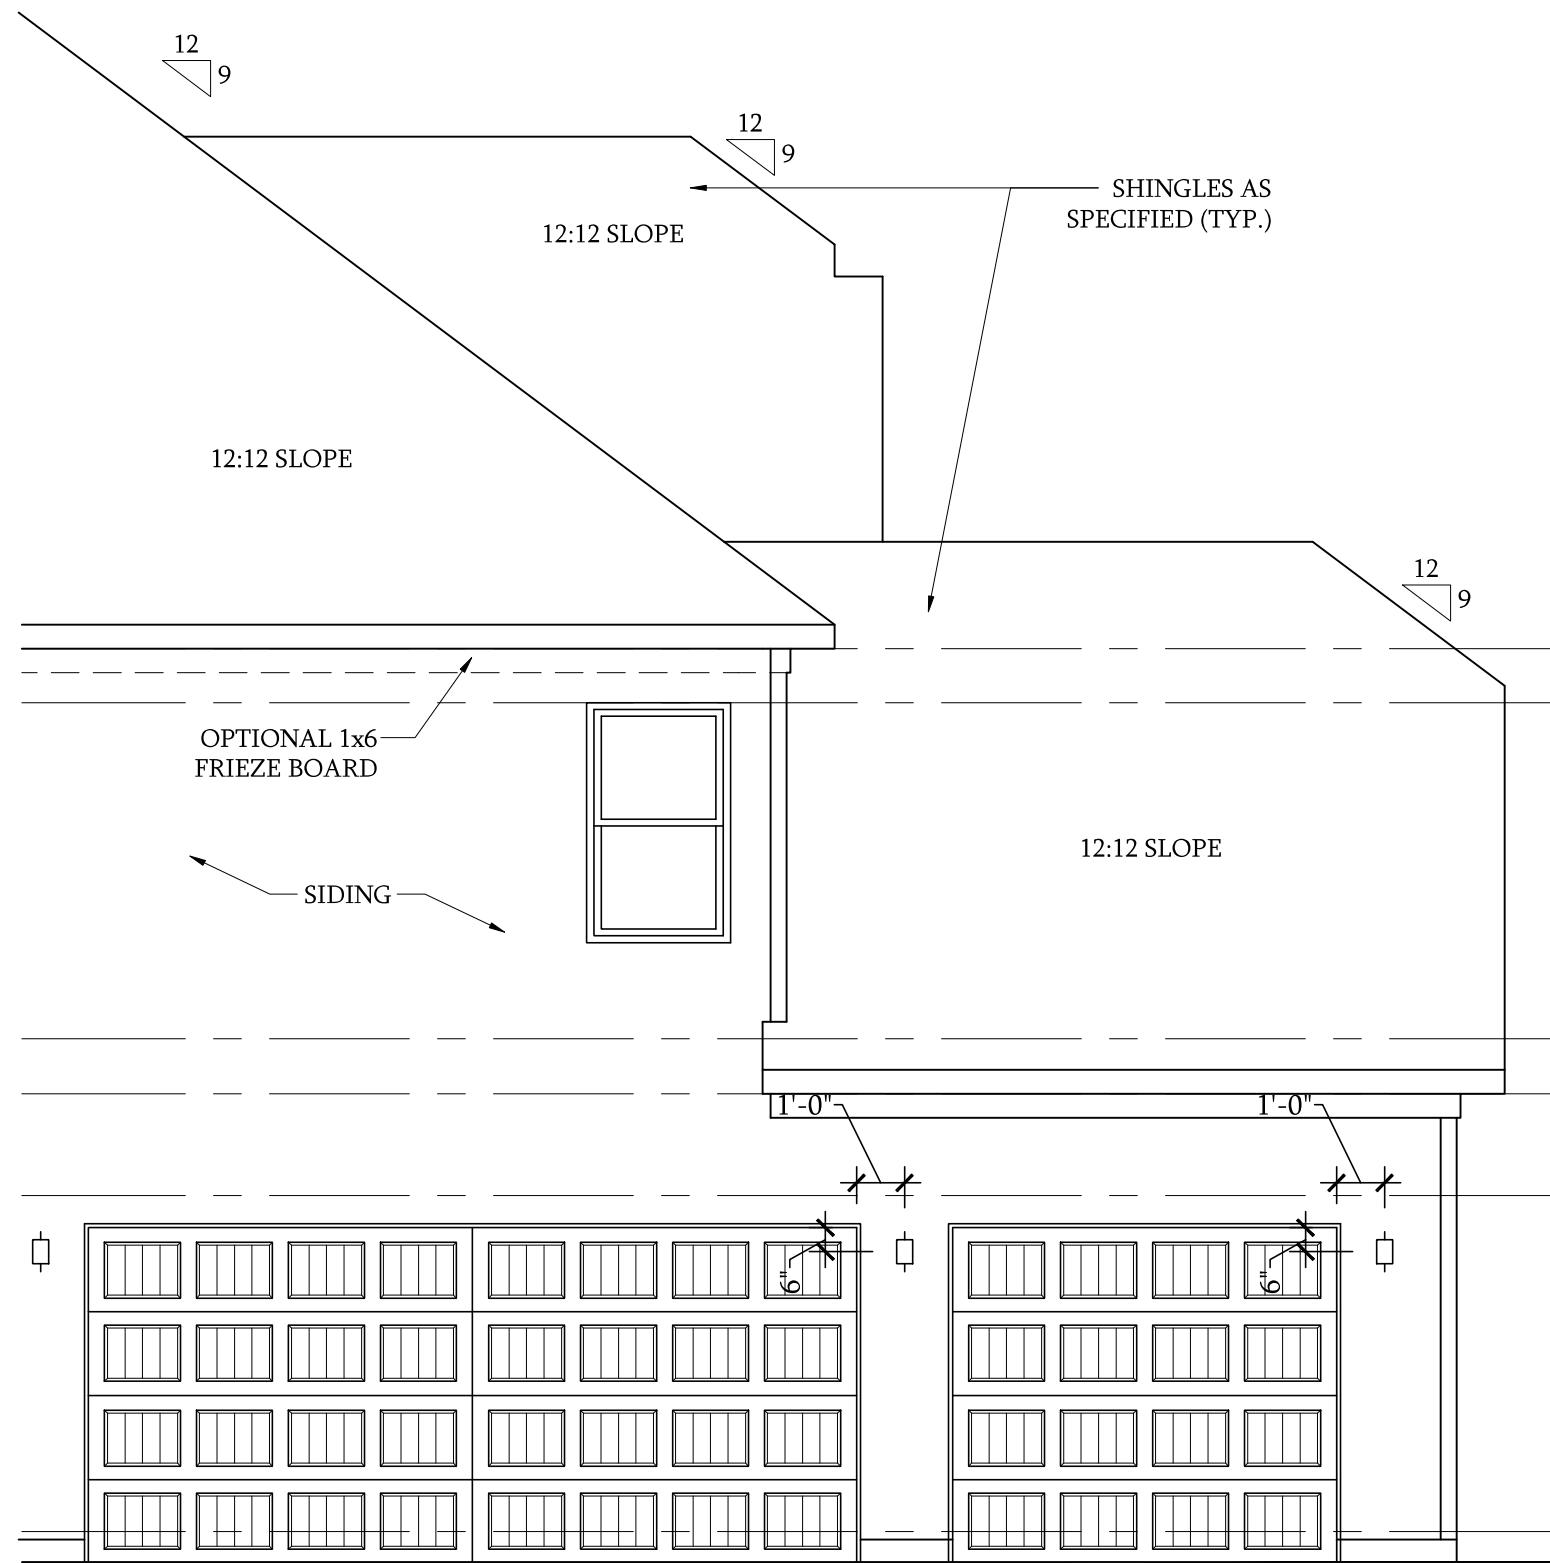 12
9
12
9
SHINGLES AS
SPECIFIED (TYP.)
12:12 SLOPE
12:12 SLOPE
12
9
OPTIONAL 1x6
FRIEZE BOARD
12:12 SLOPE
SIDING
1'-0"
1'-0"
6"
6"